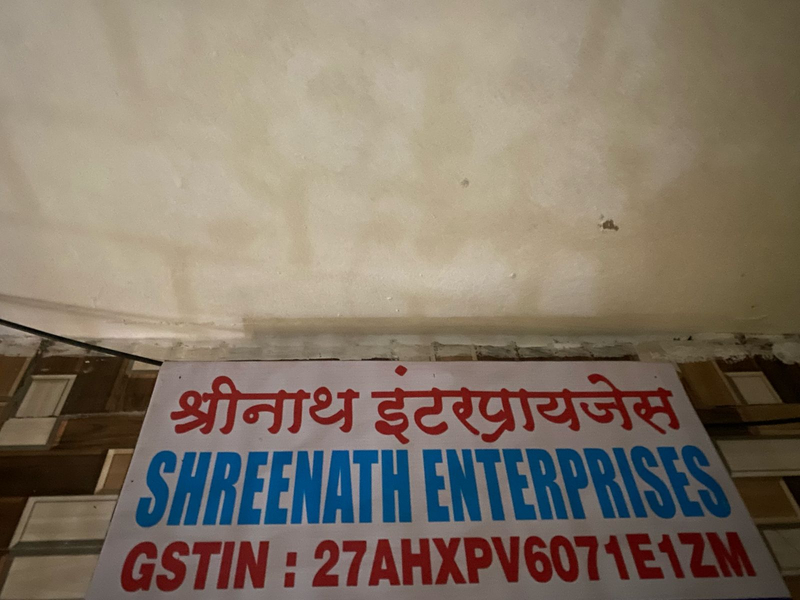 श्रीनाथ इंटरप्रायजेस
SHREENATH ENTERPRISES
GSTIN : 27AHXPV6071E1ZM